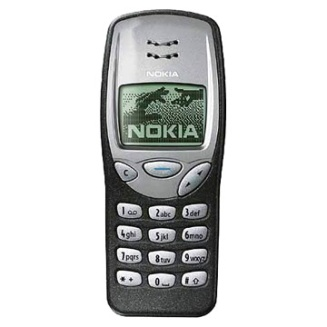 NOKIA
NOKIA
C
1 ഫ 2abc 3def
4ghi 5jkl 6mno
7pqrs 8tuv 9wxyz
* + 0 ⎵ # ⇧